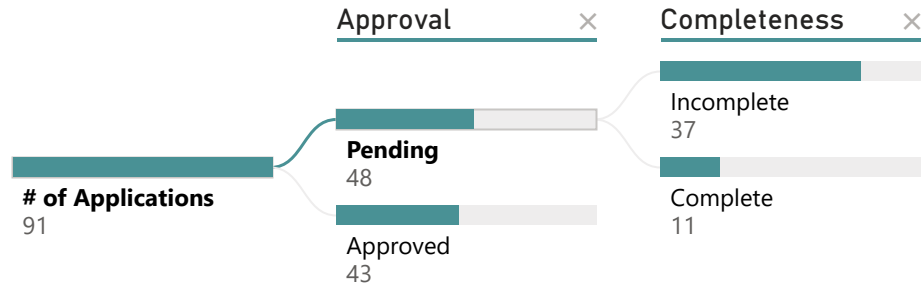 Approval
Completeness
Incomplete
37
Pending
48
# of Applications
91
Complete
11
Approved
43